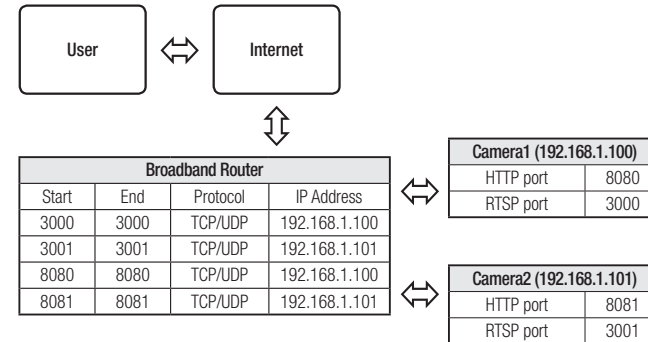 User
Internet
Broadband Router
Start End Protocol IP Address
3000 3000 TCP/UDP 192.168.1.100
3001 3001 TCP/UDP 192.168.1.101
8080 8080 TCP/UDP 192.168.1.100
8081 8081 TCP/UDP 192.168.1.101
Camera1 (192.168.1.100)
HTTP port 8080
RTSP port 3000
Camera2 (192.168.1.101)
HTTP port 8081
RTSP port 3001